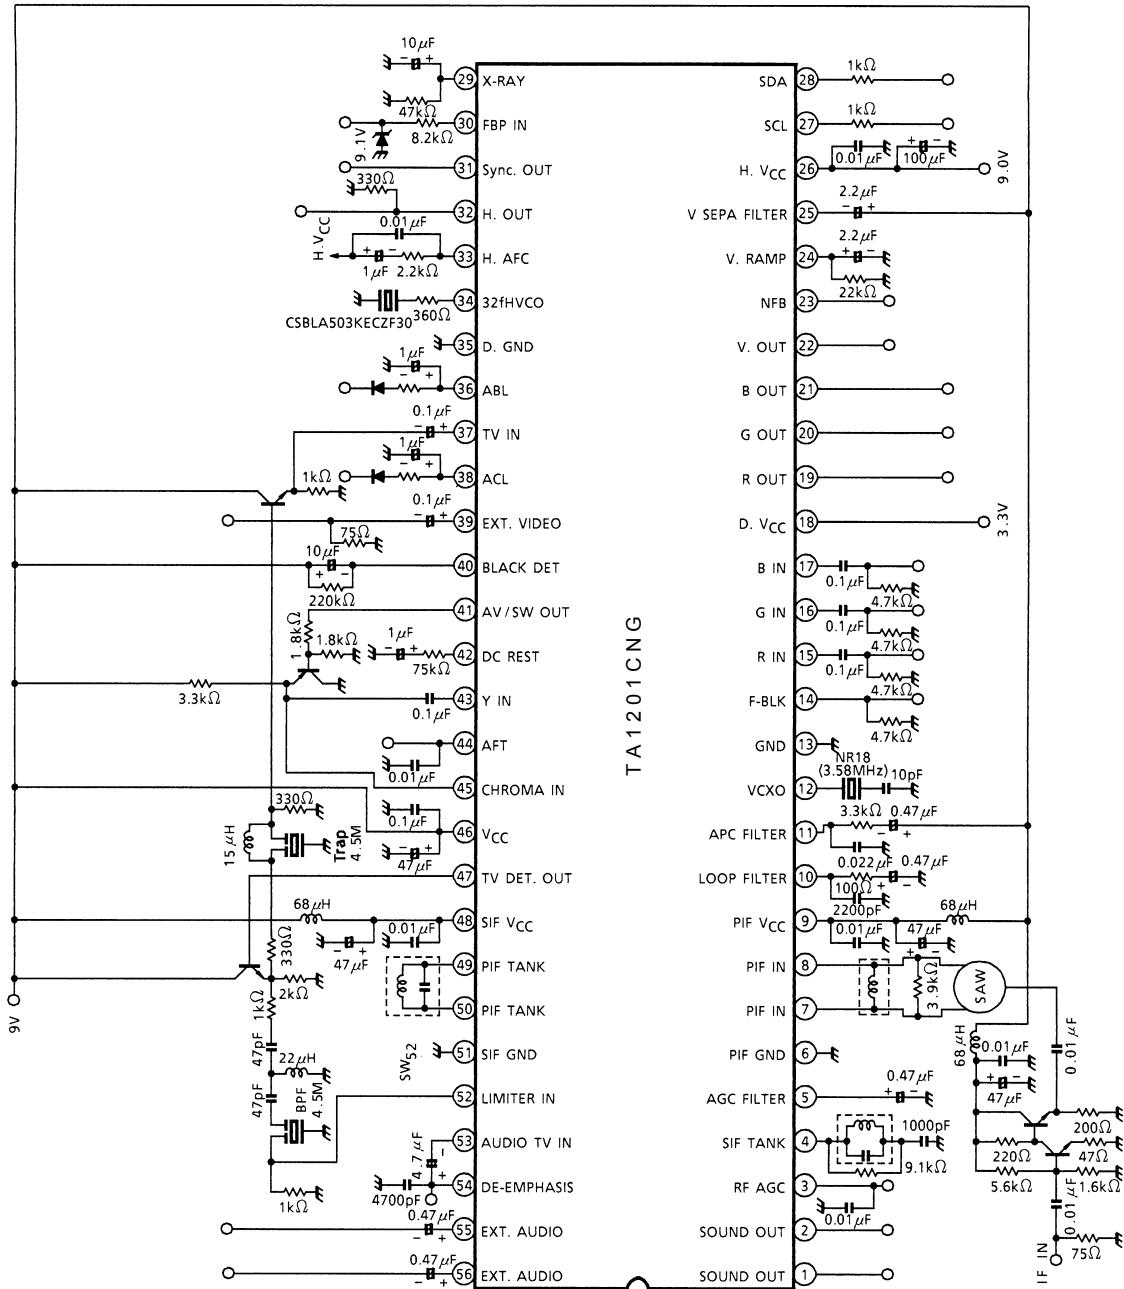 10μF
- +
29 X-RAY
47kΩ
30 FBP IN
8.2kΩ
9.1V
31 Sync. OUT
330Ω
32 H. OUT
0.01μF
H.VCC
33 H. AFC
+ -
1μF 2.2kΩ
34 32fHVCO
CSBLA503KECZF30 360Ω
35 D. GND
1μF
- +
36 ABL
0.1μF
- +
37 TV IN
1μF
- +
38 ACL
1kΩ
0.1μF
- +
39 EXT. VIDEO
75Ω
10μF
+ -
40 BLACK DET
220kΩ
41 AV/SW OUT
1.8kΩ
1.8kΩ
1μF
- +
42 DC REST
75kΩ
3.3kΩ
43 Y IN
0.1μF
44 AFT
0.01μF
45 CHROMA IN
330Ω
0.1μF
46 VCC
- +
47μF
15μH
Trap
4.5M
47 TV DET. OUT
68μH
48 SIF VCC
0.01μF
- +
47μF
330Ω
49 PIF TANK
2kΩ
1kΩ
9V
50 PIF TANK
47pF
22μH
SW52
51 SIF GND
47pF
BPF
4.5M
52 LIMITER IN
53 AUDIO TV IN
4.7μF
-
+
54 DE-EMPHASIS
4700pF
1kΩ
0.47μF
- +
55 EXT. AUDIO
0.47μF
- +
56 EXT. AUDIO
TA1201CNG
1kΩ
SDA 28
1kΩ
SCL 27
H. VCC 26
0.01μF
+ -
100μF
9.0V
2.2μF
- +
V SEPA FILTER 25
2.2μF
+ -
V. RAMP 24
22kΩ
NFB 23
V. OUT 22
B OUT 21
G OUT 20
R OUT 19
D. VCC 18
3.3V
B IN 17
0.1μF
4.7kΩ
G IN 16
0.1μF
4.7kΩ
R IN 15
0.1μF
4.7kΩ
F-BLK 14
4.7kΩ
GND 13
NR18
(3.58MHz)
10pF
VCXO 12
3.3kΩ 0.47μF
- +
APC FILTER 11
0.022μF 0.47μF
LOOP FILTER 10
100Ω
+ -
2200pF
68μH
PIF VCC 9
0.01μF
47μF
+ -
PIF IN 8
3.9kΩ
SAW
PIF IN 7
PIF GND 6
68μH
0.01μF
+ -
47μF
0.01μF
0.47μF
+ -
AGC FILTER 5
200Ω
1000pF
SIF TANK 4
9.1kΩ
220Ω
47Ω
RF AGC 3
0.01μF
5.6kΩ
1.6kΩ
0.01μF
SOUND OUT 2
75Ω
IF IN
SOUND OUT 1